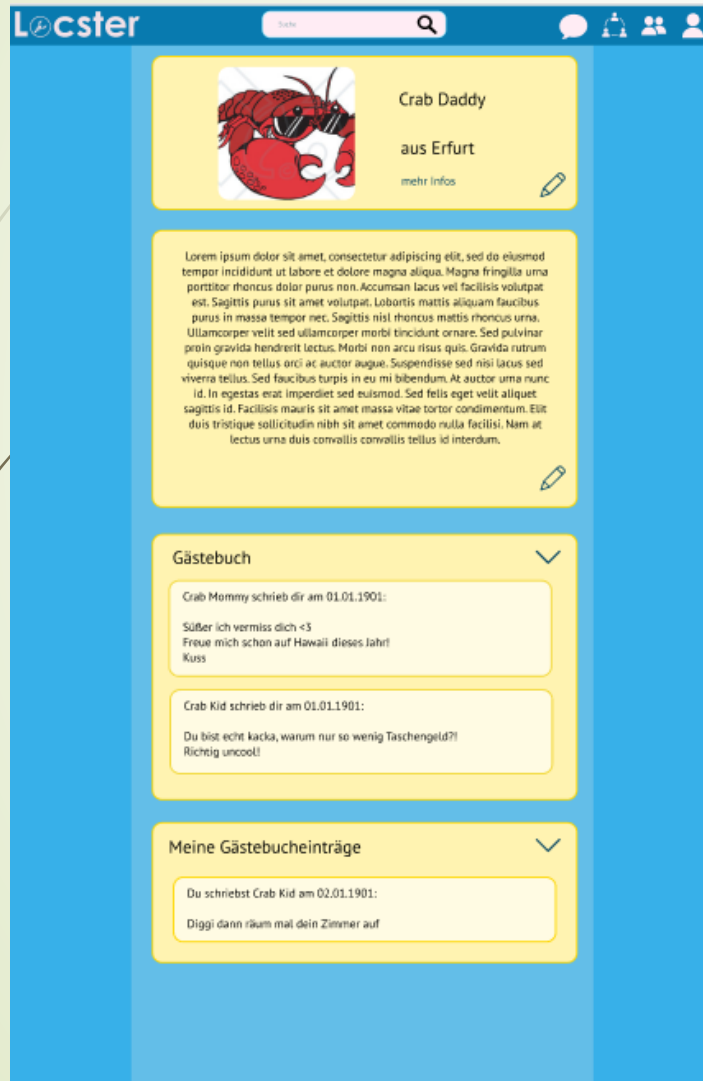 Locster
Suche
Crab Daddy
aus Erfurt
mehr Infos
Lorem ipsum dolor sit amet, consectetur adipiscing elit, sed do eiusmod
tempor incididunt ut labore et dolore magna aliqua. Magna fringilla urna
porttitor rhoncus dolor purus non. Accumsan lacus vel facilisis volutpat
est. Sagittis purus sit amet volutpat. Lobortis mattis aliquam faucibus
purus in massa tempor nec. Sagittis nisl rhoncus mattis rhoncus urna.
Ullamcorper velit sed ullamcorper morbi tincidunt ornare. Sed pulvinar
proin gravida hendrerit lectus. Morbi non arcu risus quis. Gravida rutrum
quisque non tellus orci ac auctor augue. Suspendisse sed nisi lacus sed
viverra tellus. Sed faucibus turpis in eu mi bibendum. At auctor urna nunc
id. In egestas erat imperdiet sed euismod. Sed felis eget velit aliquet
sagittis id. Facilisis mauris sit amet massa vitae tortor condimentum. Elit
duis tristique sollicitudin nibh sit amet commodo nulla facilisi. Nam at
lectus urna duis convallis convallis tellus id interdum.
Gästebuch
Crab Mommy schrieb dir am 01.01.1901:
Süßer ich vermiss dich <3
Freue mich schon auf Hawaii dieses Jahr!
Kuss
Crab Kid schrieb dir am 01.01.1901:
Du bist echt kacka, warum nur so wenig Taschengeld?!
Richtig uncool!
Meine Gästebucheinträge
Du schriebst Crab Kid am 02.01.1901:
Diggi dann räum mal dein Zimmer auf